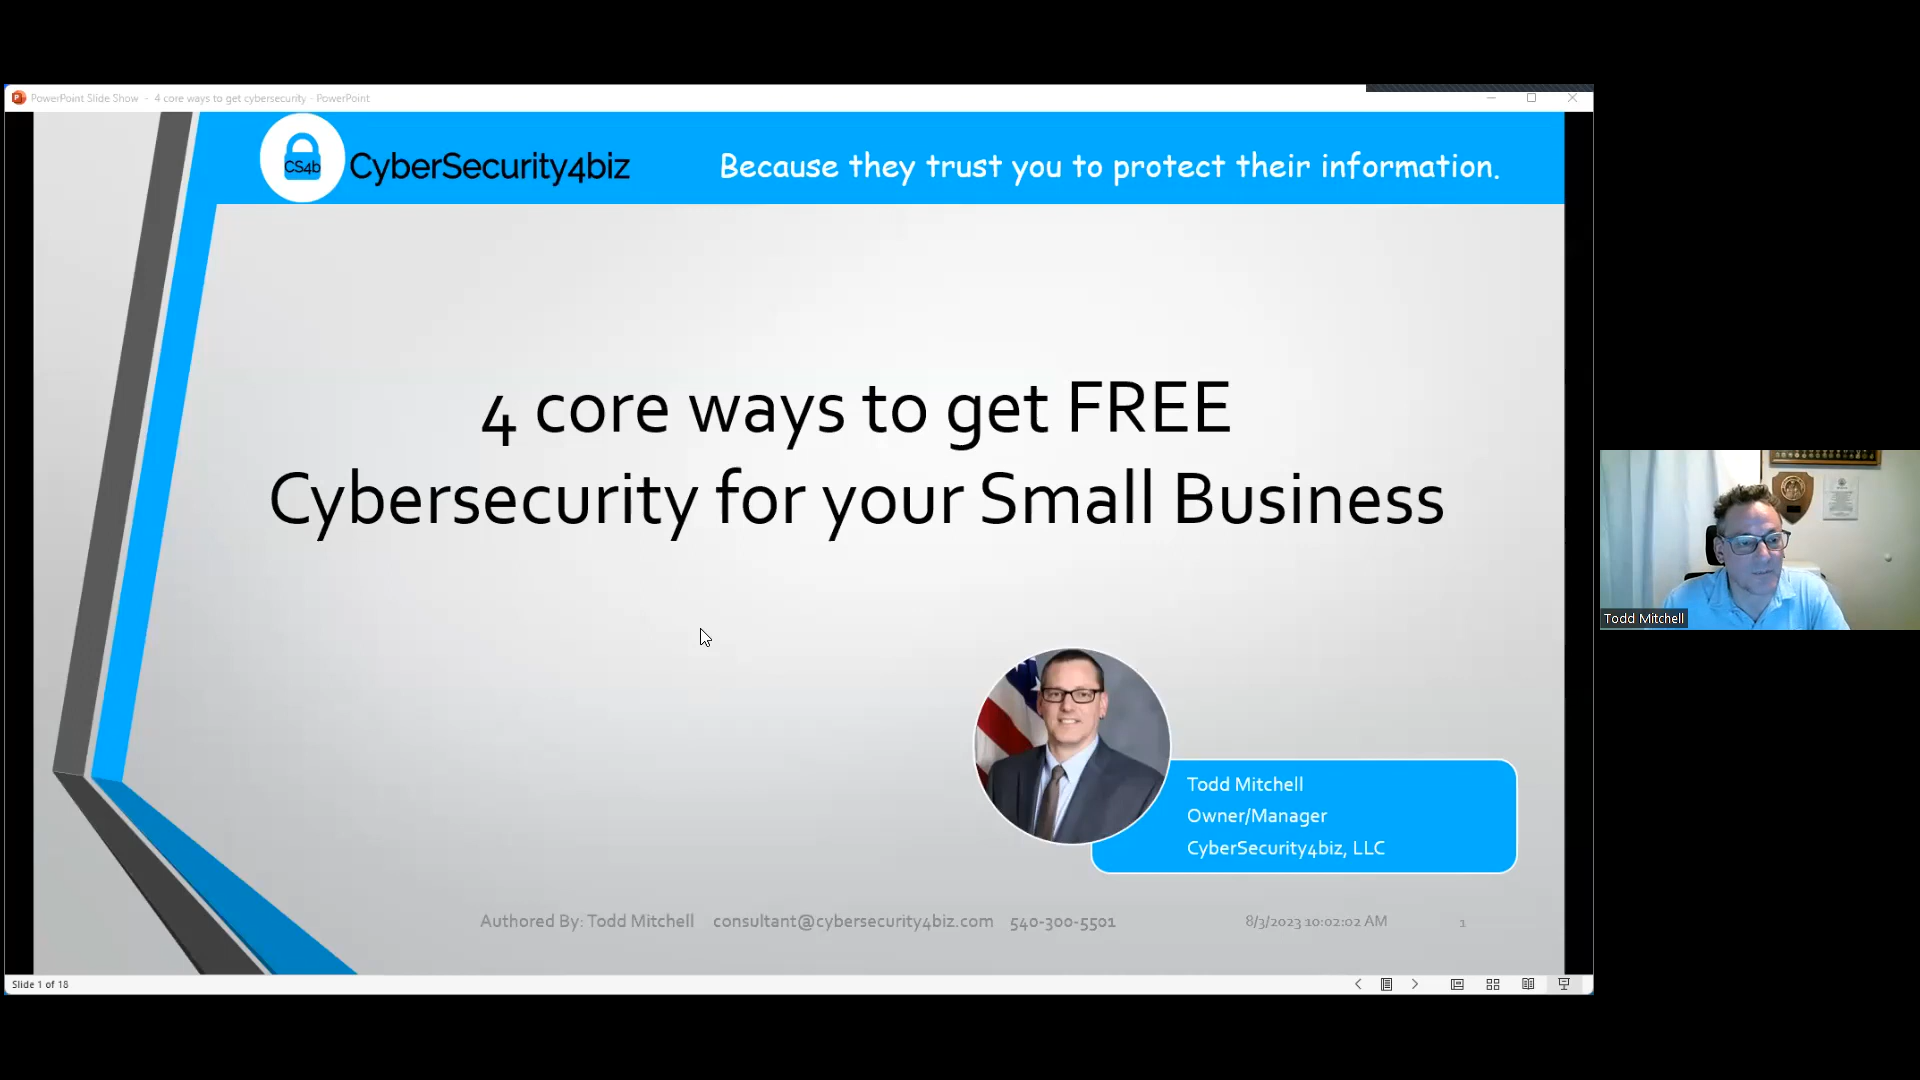 PowerPoint Slide Show - 4 core ways to get cybersecurity - PowerPoint
CS4b
CyberSecurity4biz
Because they trust you to protect their information.
4 core ways to get FREE
Cybersecurity for your Small Business
Todd Mitchell
Todd Mitchell
Owner/Manager
CyberSecurity4biz, LLC
Authored By: Todd Mitchell consultant@cybersecurity4biz.com 540-300-5501
8/3/2023 10:02:02 AM
1
Slide 1 of 18